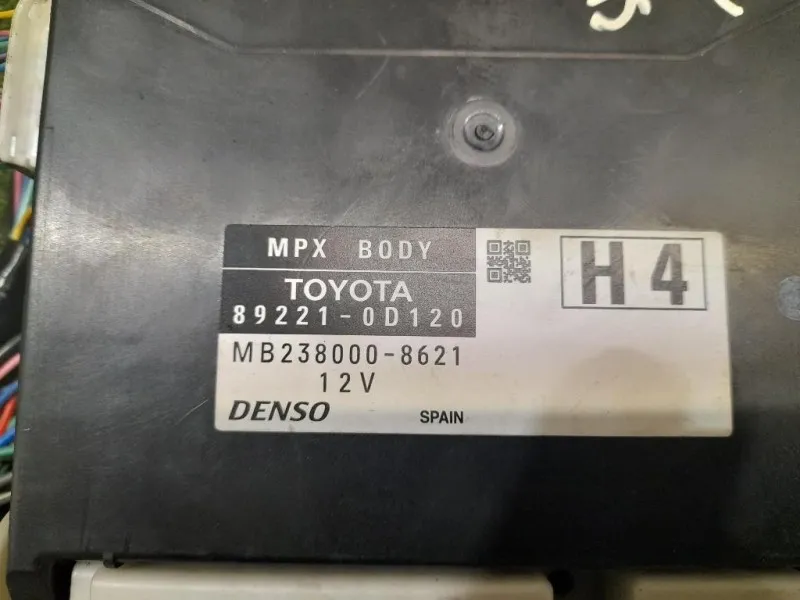 MPX BODY
H4
TOYOTA
89221-0D120
MB238000-8621
12V
DENSO
SPAIN